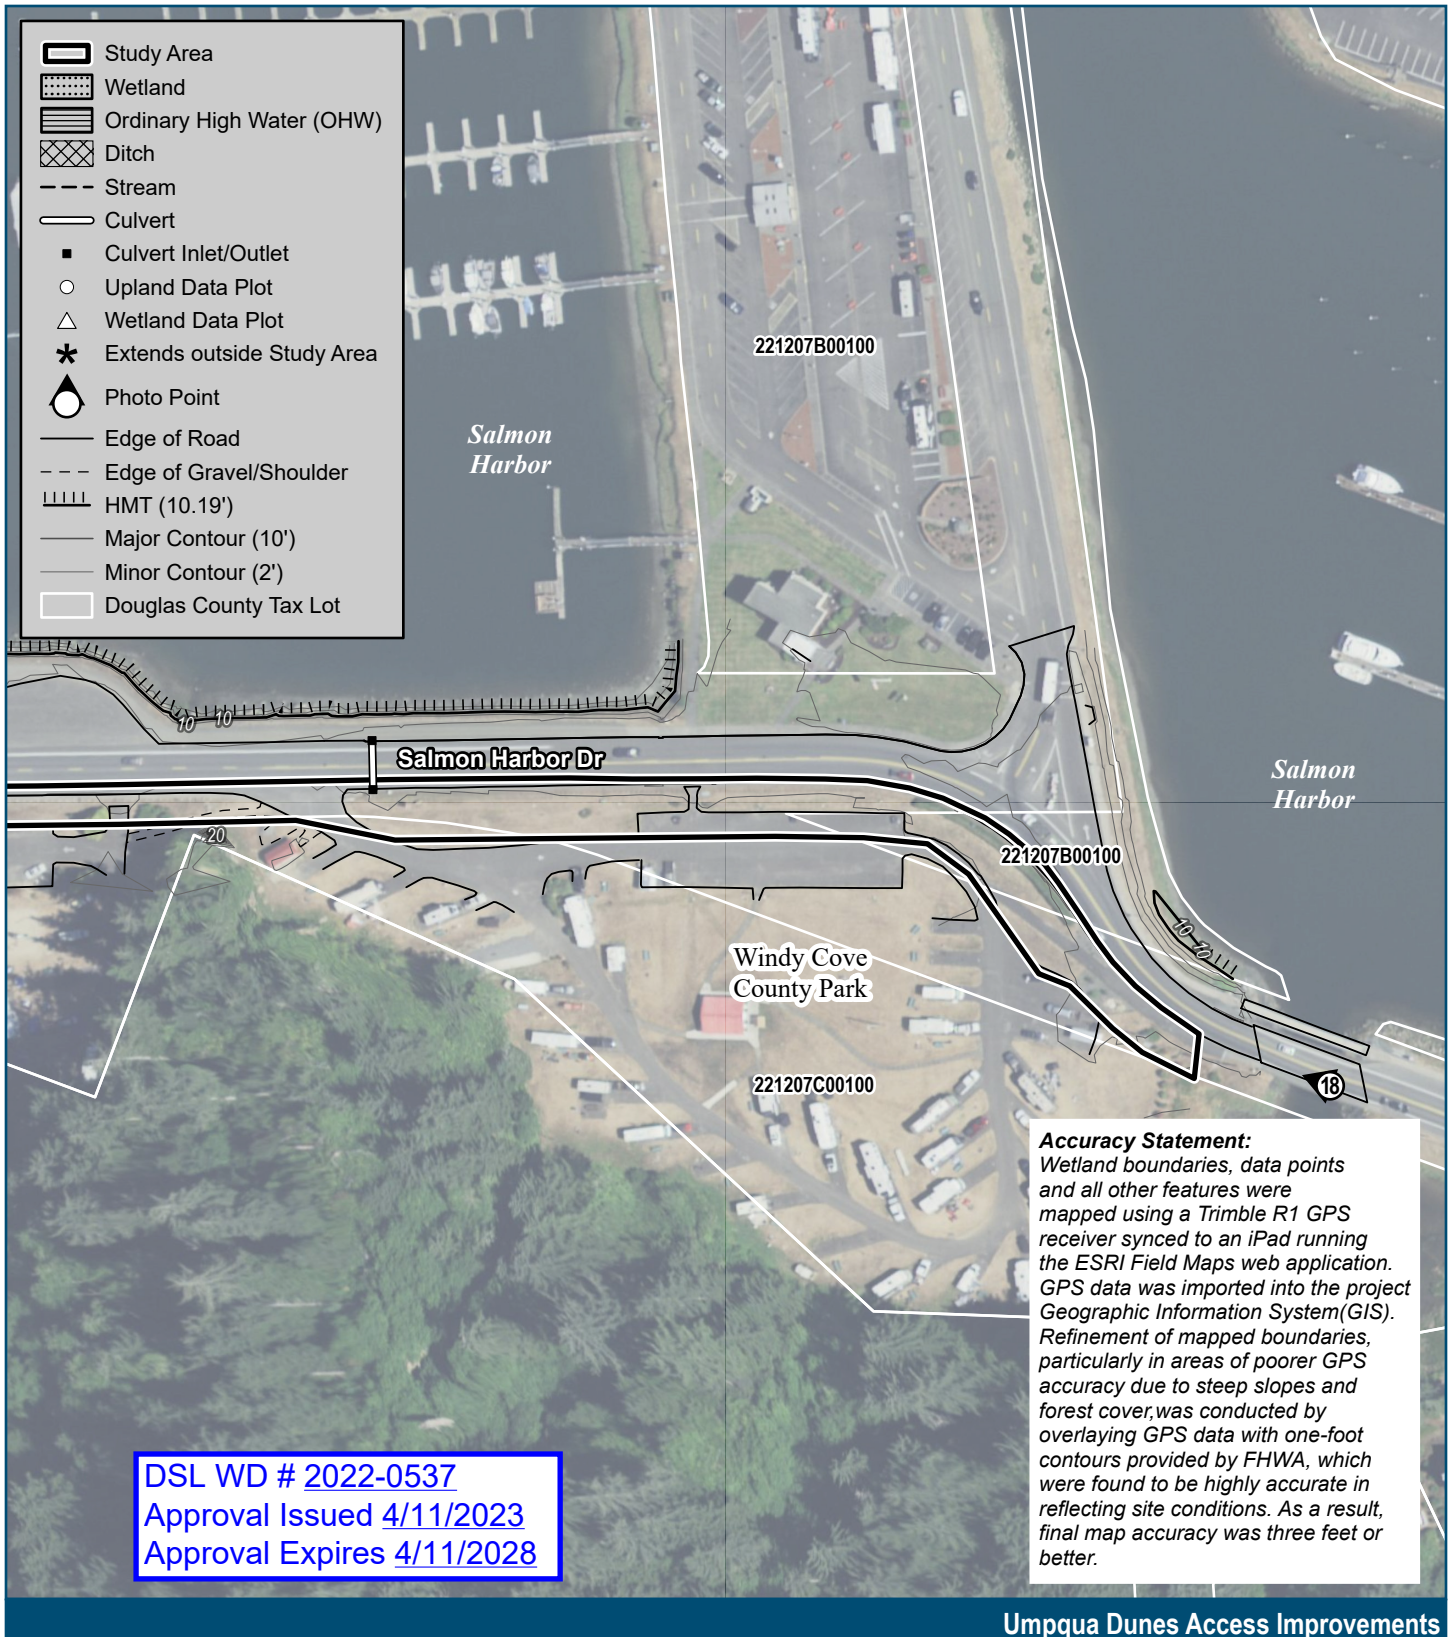 Study Area
Wetland
Ordinary High Water (OHW)
Ditch
Stream
Culvert
Culvert Inlet/Outlet
Upland Data Plot
Wetland Data Plot
Extends outside Study Area
Photo Point
Edge of Road
Edge of Gravel/Shoulder
HMT (10.19')
Major Contour (10')
Minor Contour (2')
Douglas County Tax Lot
221207B00100
Salmon
Harbor
10
10
Salmon Harbor Dr
Salmon
Harbor
20
221207B00100
10
10
Windy Cove
County Park
221207C00100
18
Accuracy Statement:
Wetland boundaries, data points
and all other features were
mapped using a Trimble R1 GPS
receiver synced to an iPad running
the ESRI Field Maps web application.
GPS data was imported into the project
Geographic Information System(GIS).
Refinement of mapped boundaries,
particularly in areas of poorer GPS
accuracy due to steep slopes and
forest cover,was conducted by
overlaying GPS data with one-foot
contours provided by FHWA, which
were found to be highly accurate in
reflecting site conditions. As a result,
final map accuracy was three feet or
better.
DSL WD # 2022-0537
Approval Issued 4/11/2023
Approval Expires 4/11/2028
Umpqua Dunes Access Improvements